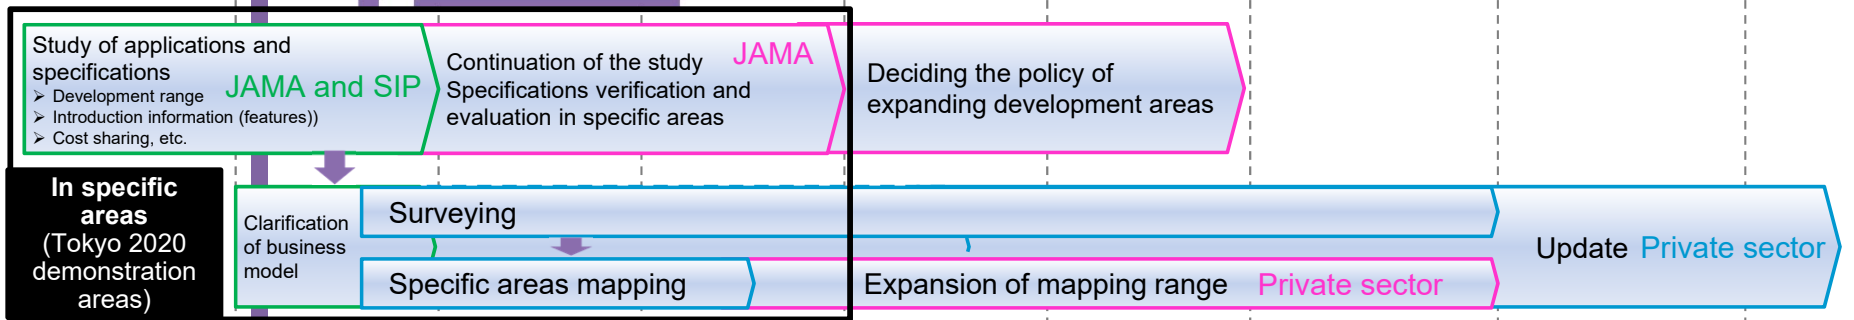 Study of applications and
specifications
➢ Development range
➢ Introduction information (features))
➢ Cost sharing, etc.
JAMA and SIP
Continuation of the study
Specifications verification and
evaluation in specific areas
JAMA
Deciding the policy of
expanding development areas
In specific
areas
(Tokyo 2020
demonstration
areas)
Clarification
of business
model
Surveying
Specific areas mapping
Expansion of mapping range Private sector
Update Private sector